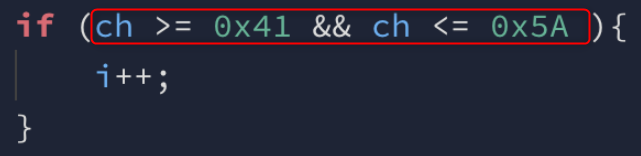 if (ch >= 0x41 && ch <= 0x5A ){
i++;
}